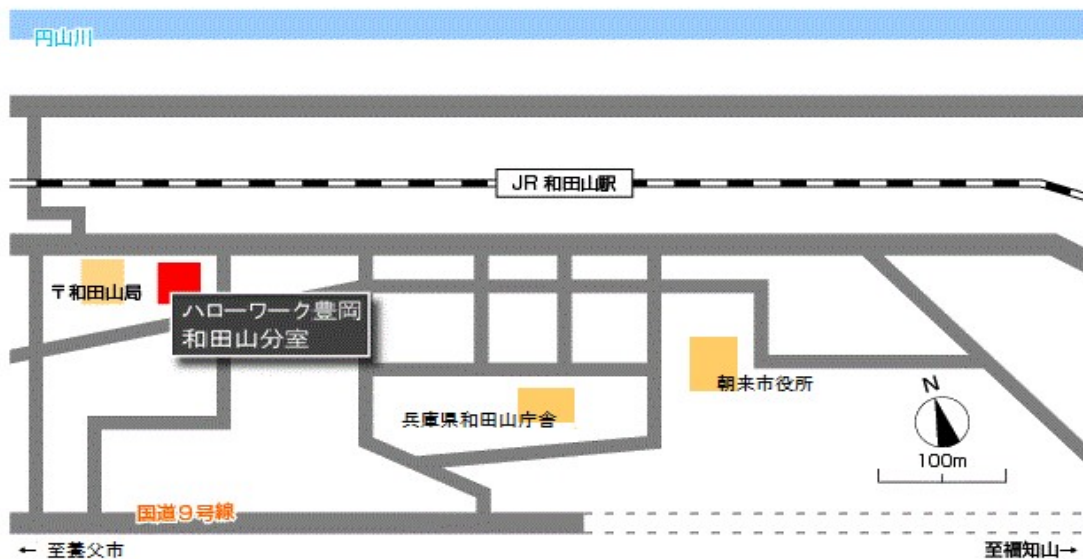 円山川
JR 和田山駅
〒和田山局
ハローワーク豊岡
和田山分室
朝来市役所
兵庫県和田山庁舎
N
100m
国道9号線
← 至養父市
至福知山→